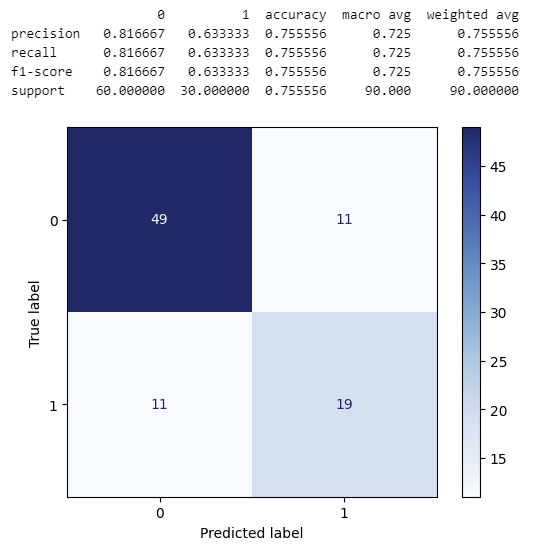 0 1 accuracy macro avg weighted avg
precision 0.816667 0.633333 0.755556 0.725 0.755556
recall 0.816667 0.633333 0.755556 0.725 0.755556
f1-score 0.816667 0.633333 0.755556 0.725 0.755556
support 60.000000 30.000000 0.755556 90.000 90.000000
45
40
0 49 11
35
30
True label
25
20
1 11 19
15
0 1
Predicted label